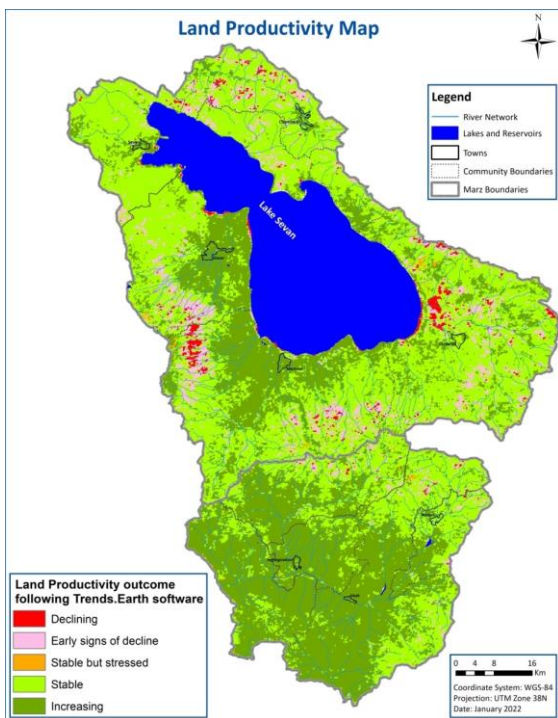 Land Productivity Map
N
Legend
River Network
Lakes and Reservoirs
Towns
Community Boundaries
Marz Boundaries
Lake Sevan
Land Productivity outcome
following Trends.Earth software
Declining
Early signs of decline
Stable but stressed
Stable
Increasing
0 4 8 16
Km
Coordinate System: WGS-84
Projection: UTM Zone 38N
Date: January 2022